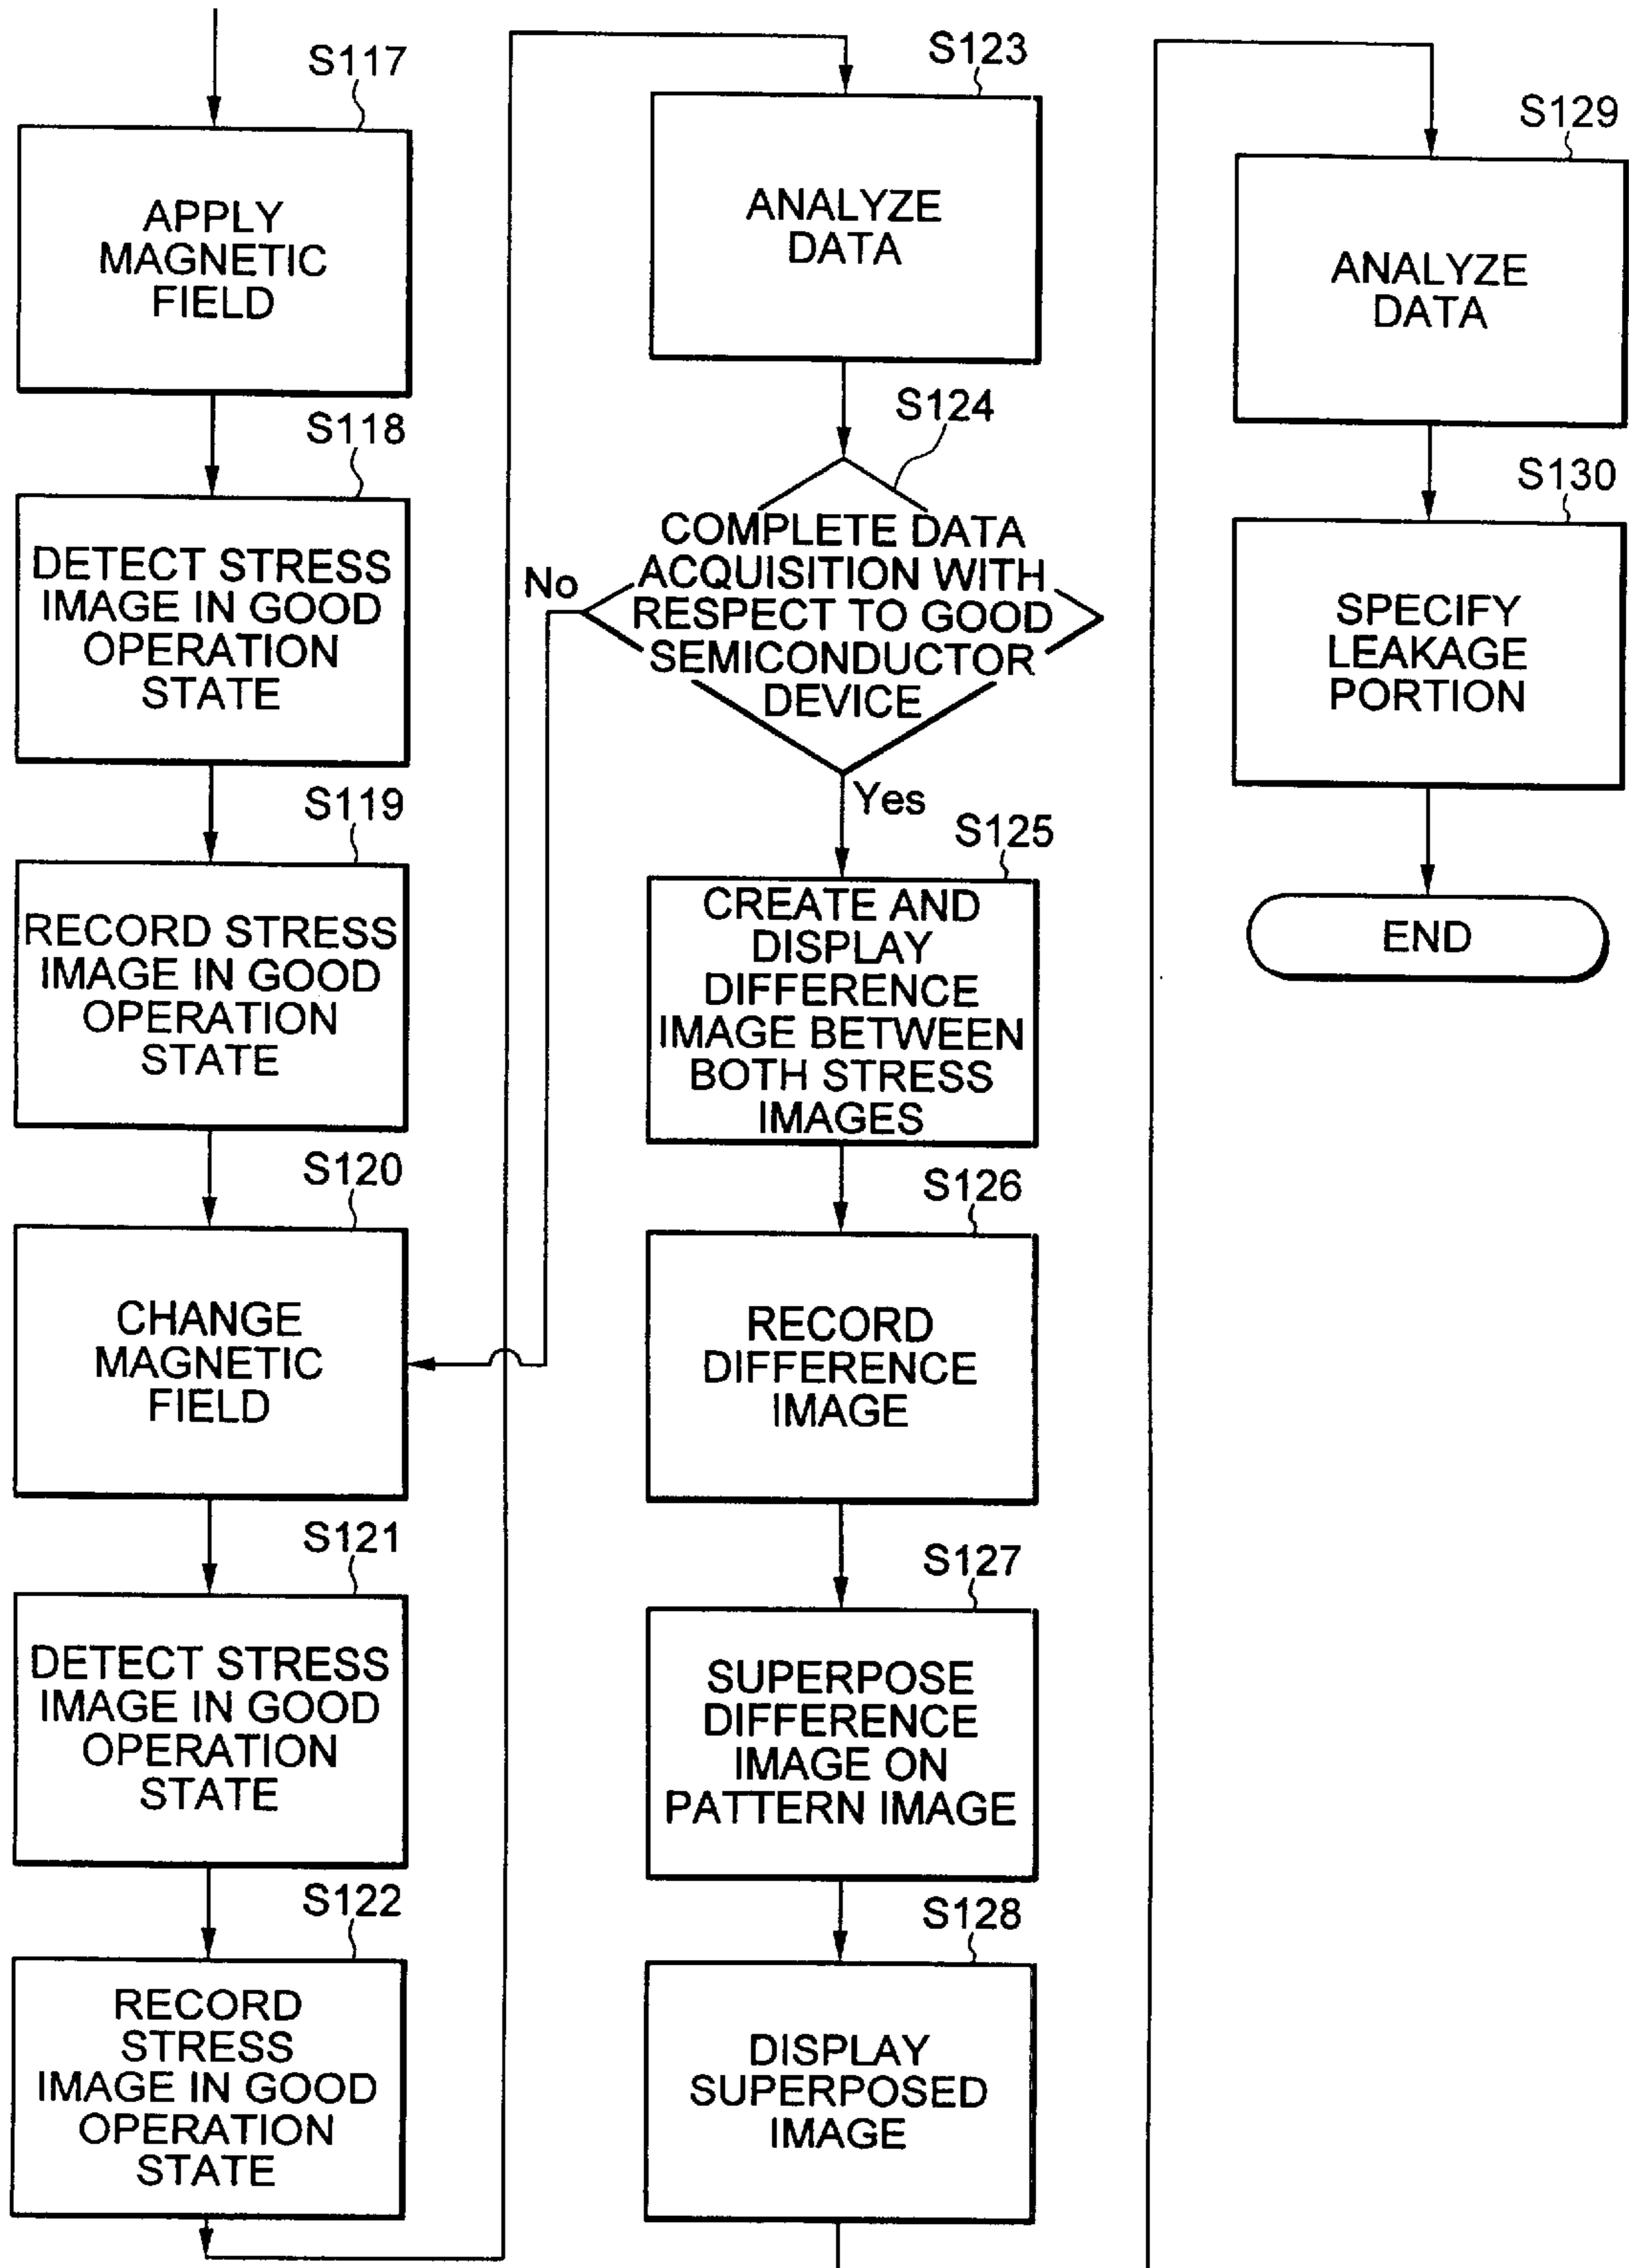 S117
APPLY
MAGNETIC
FIELD
S118
DETECT STRESS
IMAGE IN GOOD
OPERATION
STATE
S119
RECORD STRESS
IMAGE IN GOOD
OPERATION
STATE
S120
CHANGE
MAGNETIC
FIELD
S121
DETECT STRESS
IMAGE IN GOOD
OPERATION
STATE
S122
RECORD
STRESS
IMAGE IN GOOD
OPERATION
STATE
S123
ANALYZE
DATA
S124
COMPLETE DATA
ACQUISITION WITH
RESPECT TO GOOD
SEMICONDUCTOR
DEVICE
No
Yes
S125
CREATE AND
DISPLAY
DIFFERENCE
IMAGE BETWEEN
BOTH STRESS
IMAGES
S126
RECORD
DIFFERENCE
IMAGE
S127
SUPERPOSE
DIFFERENCE
IMAGE ON
PATTERN IMAGE
S128
DISPLAY
SUPERPOSED
IMAGE
S129
ANALYZE
DATA
S130
SPECIFY
LEAKAGE
PORTION
END